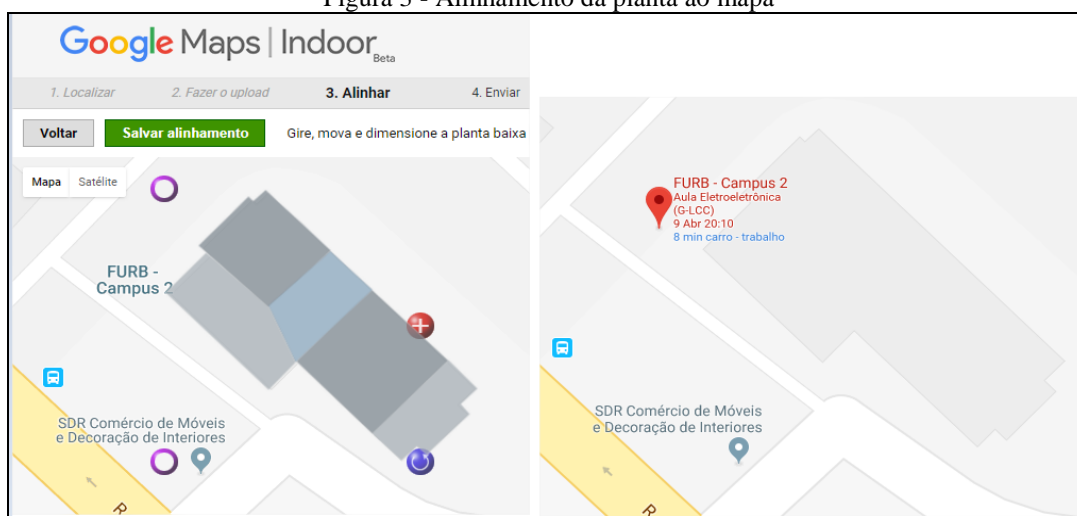 Figura 3 - Alinhamento da planta ao mapa
Google Maps | Indoor
Beta
1. Localizar 2. Fazer o upload 3. Alinhar 4. Enviar
Voltar Salvar alinhamento Gire, mova e dimensione a planta baixa
Mapa Satélite
FURB -
Campus 2
SDR Comércio de Móveis
e Decoração de Interiores
R
FURB - Campus 2
Aula Eletroeletrônica
(G-LCC)
9 Abr 20:10
8 min carro - trabalho
SDR Comércio de Móveis
e Decoração de Interiores
R